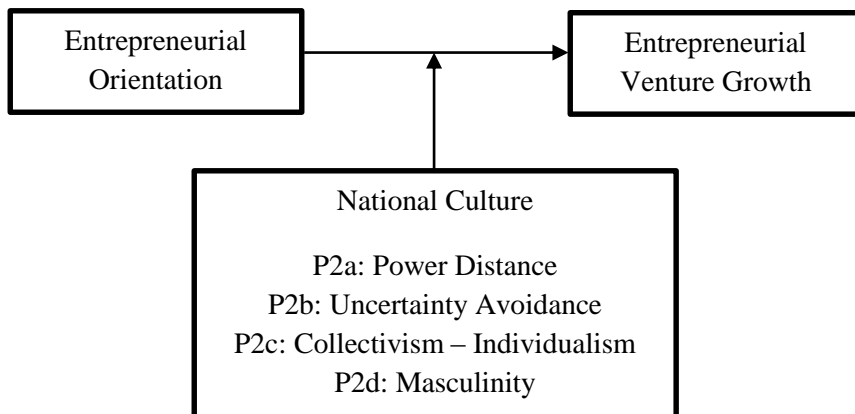 Entrepreneurial
Orientation
Entrepreneurial
Venture Growth
National Culture
P2a: Power Distance
P2b: Uncertainty Avoidance
P2c: Collectivism – Individualism
P2d: Masculinity